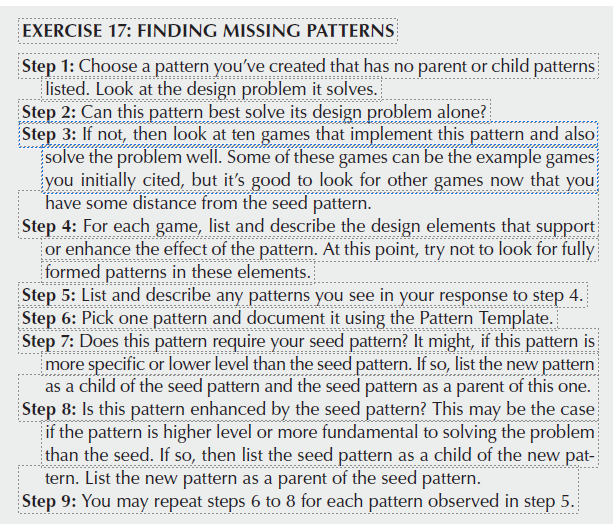 EXERCISE 17: FINDING MISSING PATTERNS
Step 1: Choose a pattern you've created that has no parent or child patterns
listed. Look at the design problem it solves.
Step 2: Can this pattern best solve its design problem alone?
Step 3: If not, then look at ten games that implement this pattern and also
solve the problem well. Some of these games can be the example games
you initially cited, but it's good to look for other games now that you
have some distance from the seed pattern.
Step 4: For each game, list and describe the design elements that support
or enhance the effect of the pattern. At this point, try not to look for fully
formed patterns in these elements.
Step 5: List and describe any patterns you see in your response to step 4.
Step 6: Pick one pattern and document it using the Pattern Template.
Step 7: Does this pattern require your seed pattern? It might, if this pattern is
more specific or lower level than the seed pattern. If so, list the new pattern
as a child of the seed pattern and the seed pattern as a parent of this one.
Step 8: Is this pattern enhanced by the seed pattern? This may be the case
if the pattern is higher level or more fundamental to solving the problem
than the seed. If so, then list the seed pattern as a child of the new pat-
tern. List the new pattern as a parent of the seed pattern.
Step 9: You may repeat steps 6 to 8 for each pattern observed in step 5.